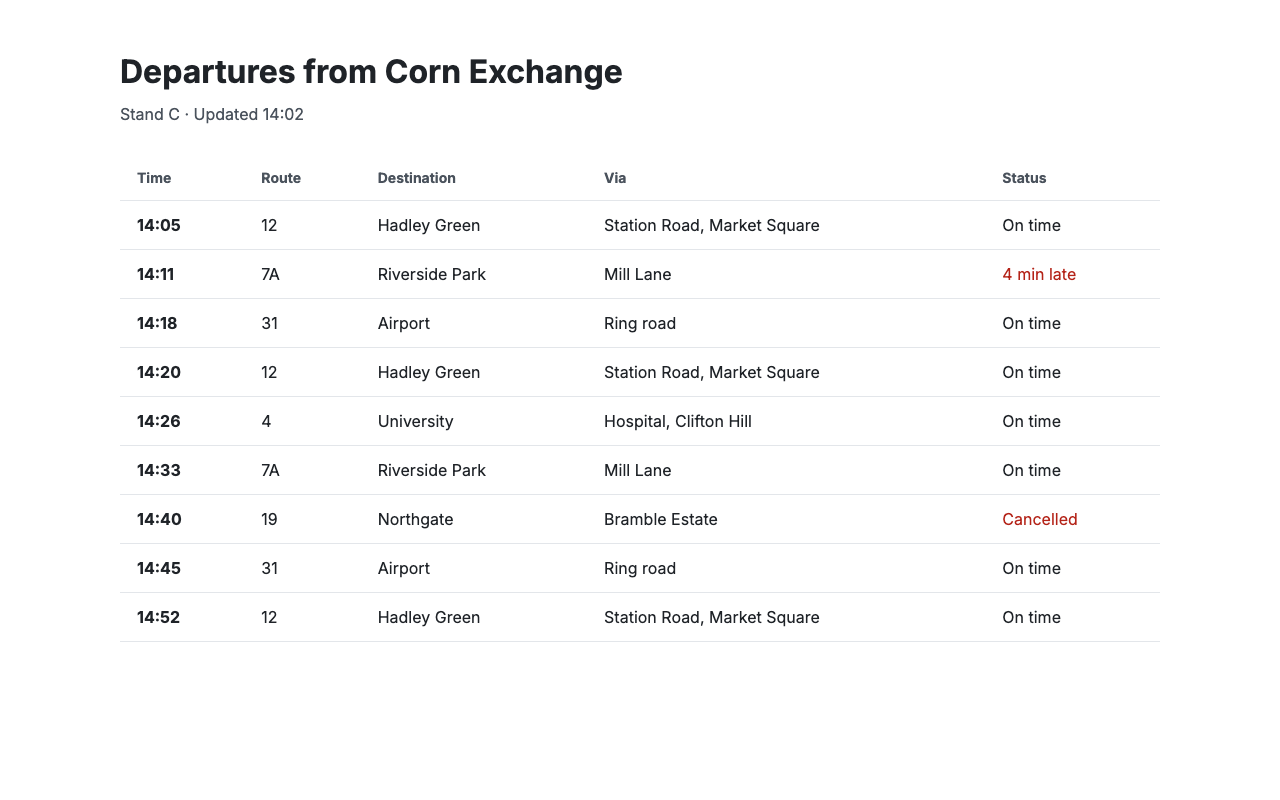 Departures from Corn Exchange
Stand C · Updated 14:02
Time Route Destination Via Status
14:05 12 Hadley Green Station Road, Market Square On time
14:11 7A Riverside Park Mill Lane 4 min late
14:18 31 Airport Ring road On time
14:20 12 Hadley Green Station Road, Market Square On time
14:26 4 University Hospital, Clifton Hill On time
14:33 7A Riverside Park Mill Lane On time
14:40 19 Northgate Bramble Estate Cancelled
14:45 31 Airport Ring road On time
14:52 12 Hadley Green Station Road, Market Square On time